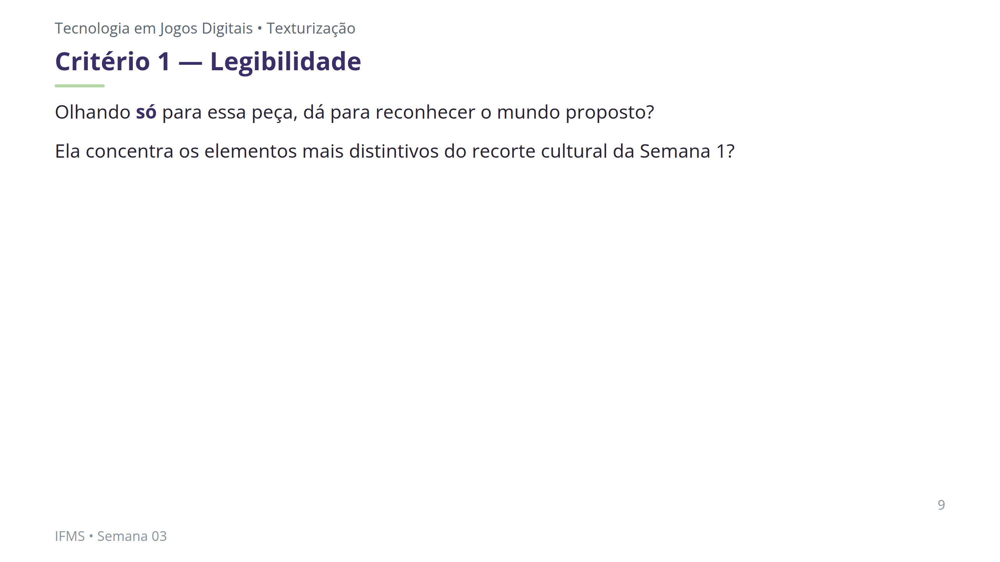 Tecnologia em Jogos Digitais • Texturização
Critério 1 — Legibilidade
Olhando só para essa peça, dá para reconhecer o mundo proposto?
Ela concentra os elementos mais distintivos do recorte cultural da Semana 1?
9
IFMS • Semana 03